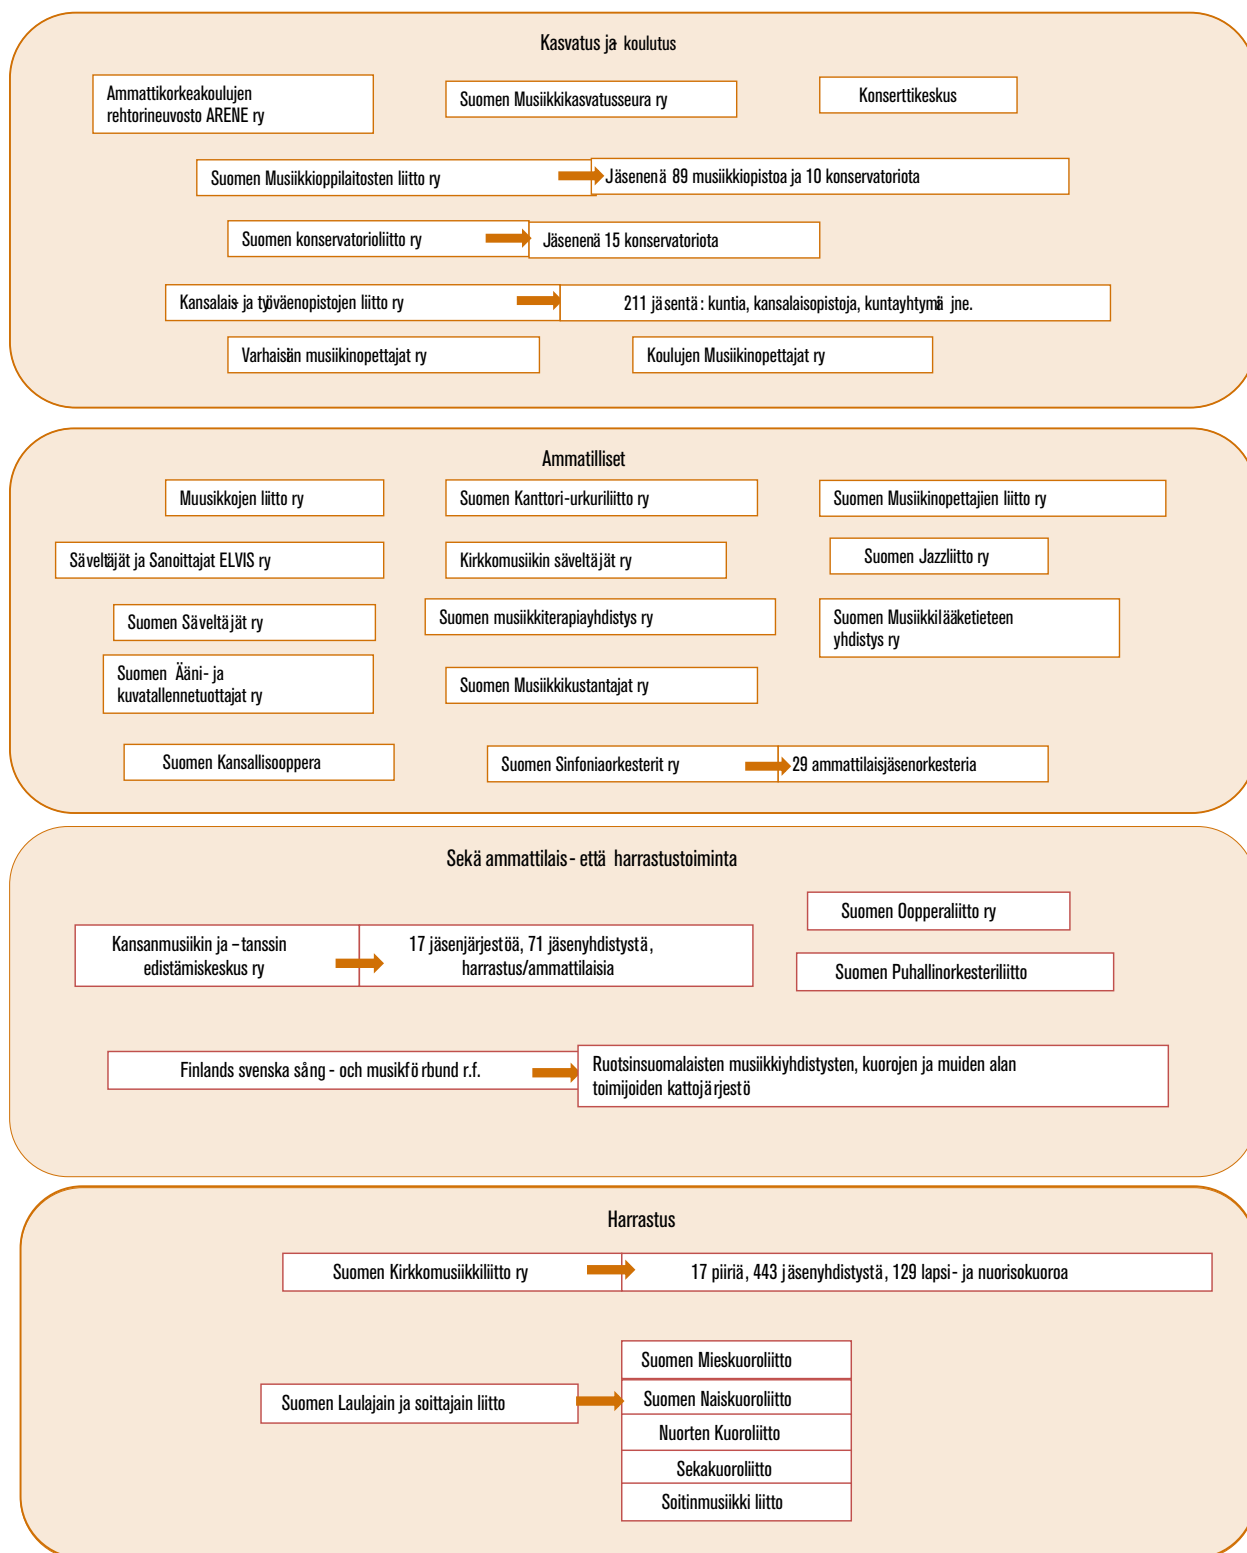 Kasvatus ja koulutus
Ammattikorkeakoulujen
rehtorineuvosto ARENE ry
Suomen Musiikkikasvatusseura ry
Konserttikeskus
Suomen Musiikkioppilaitosten liitto ry
Jäsenenä 89 musiikkiopistoa ja 10 konservatoriota
Suomen konservatorioliitto ry
Jäsenenä 15 konservatoriota
Kansalais- ja työväenopistojen liitto ry
211 jäsentä: kuntia, kansalaisopistoja, kuntayhtymä jne.
Varhaisiän musiikinopettajat ry
Koulujen Musiikinopettajat ry
Ammatilliset
Muusikkojen liitto ry
Suomen Kanttori-urkuriliitto ry
Suomen Musiikinopettajien liitto ry
Säveltäjät ja Sanoittajat ELVIS ry
Kirkkomusiikin säveltäjät ry
Suomen Jazzliitto ry
Suomen Säveltäjät ry
Suomen musiikkiterapiayhdistys ry
Suomen Musiikkilääketieteen
yhdistys ry
Suomen Ääni- ja
kuvatallennetuottajat ry
Suomen Musiikkikustantajat ry
Suomen Kansallisooppera
Suomen Sinfoniaorkesterit ry
29 ammattilaisjäsenorkesteria
Sekä ammattilais- että harrastustoiminta
Suomen Oopperaliitto ry
Kansanmusiikin ja –tanssin
edistämiskeskus ry
17 jäsenjärjestöä, 71 jäsenyhdistystä,
harrastus/ammattilaisia
Suomen Puhallinorkesteriliitto
Finlands svenska sång- och musikförbund r.f.
Ruotsinsuomalaisten musiikkiyhdistysten, kuorojen ja muiden alan
toimijoiden kattojärjestö
Harrastus
Suomen Kirkkomusiikkiliitto ry
17 piiriä, 443 jäsenyhdistystä, 129 lapsi- ja nuorisokuoroa
Suomen Laulajain ja soittajain liitto
Suomen Mieskuoroliitto
Suomen Naiskuoroliitto
Nuorten Kuoroliitto
Sekakuoroliitto
Soitinmusiikki liitto